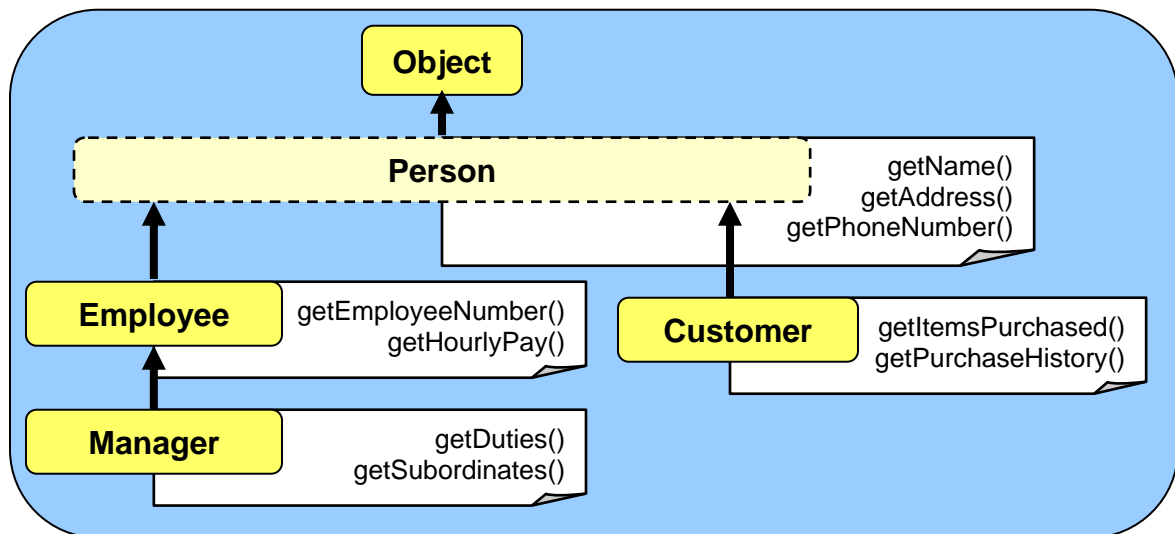 Object
Person
getName()
getAddress()
getPhoneNumber()
Employee
getEmployeeNumber()
getHourlyPay()
Customer
getItemsPurchased()
getPurchaseHistory()
Manager
getDuties()
getSubordinates()